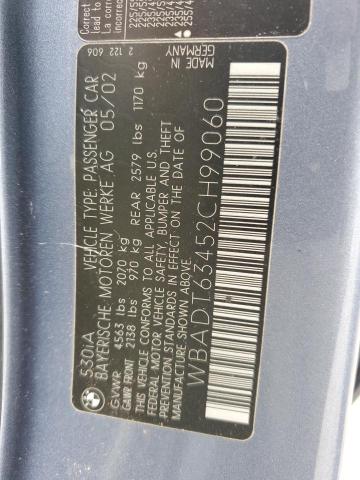 530iA VEHICLE TYPE: PASSENGER CAR
BAYERISCHE MOTOREN WERKE AG 05/02
GVWR 4563 lbs 2070 kg
GAWR FRONT 2138 lbs 970 kg REAR 2579 lbs 1170 kg
THIS VEHICLE CONFORMS TO ALL APPLICABLE U.S.
FEDERAL MOTOR VEHICLE SAFETY, BUMPER AND THEFT
PREVENTION STANDARDS IN EFFECT ON THE DATE OF
MANUFACTURE SHOWN ABOVE.
WBADT63452CH99060
2 122 606
MADE IN
GERMANY